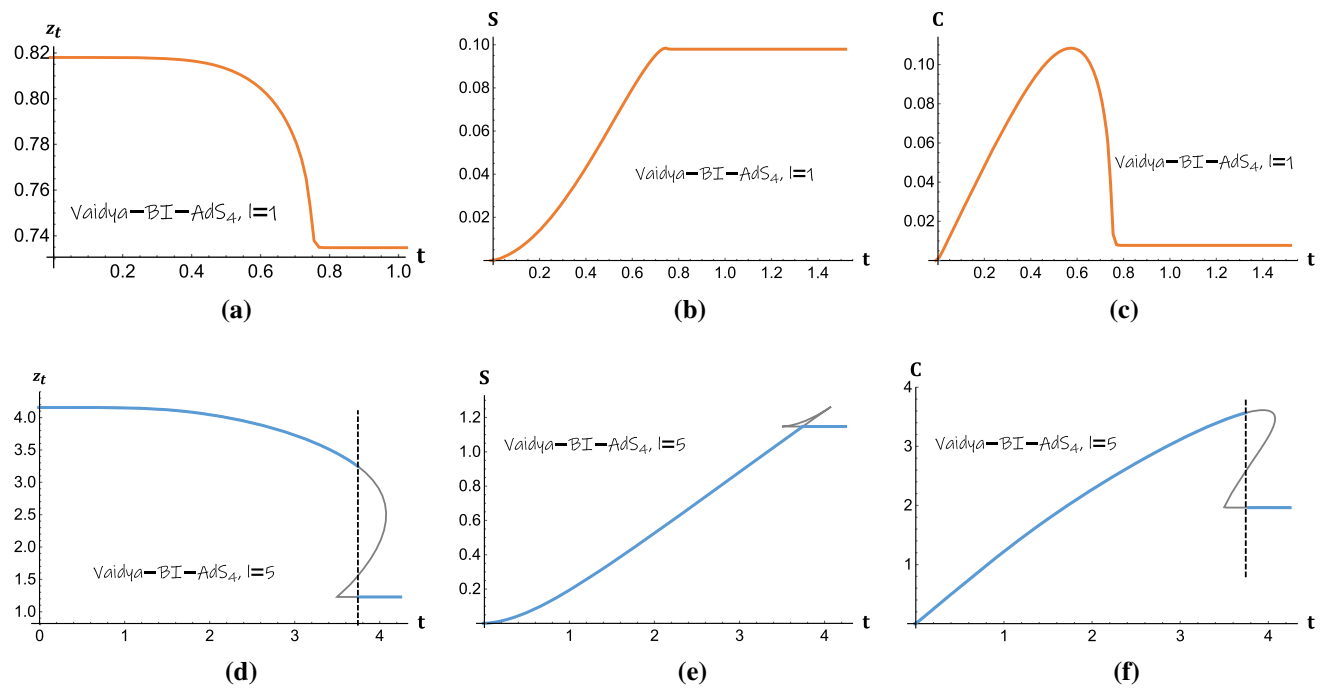 z_t
0.82
0.80
0.78
0.76
0.74
Vaidya-BI-AdS₄, l=1
0.2 0.4 0.6 0.8 1.0 t
(a)
S
0.10
0.08
0.06
0.04
0.02
0.00
Vaidya-BI-AdS₄, l=1
0.2 0.4 0.6 0.8 1.0 1.2 1.4 t
(b)
C
0.10
0.08
0.06
0.04
0.02
Vaidya-BI-AdS₄, l=1
0.2 0.4 0.6 0.8 1.0 1.2 1.4 t
(c)
z_t
4.0
3.5
3.0
2.5
2.0
1.5
1.0
Vaidya-BI-AdS₄, l=5
0 1 2 3 4 t
(d)
S
1.2
1.0
0.8
0.6
0.4
0.2
0
Vaidya-BI-AdS₄, l=5
1 2 3 4 t
(e)
C
4
3
2
1
0
Vaidya-BI-AdS₄, l=5
0 1 2 3 4 t
(f)